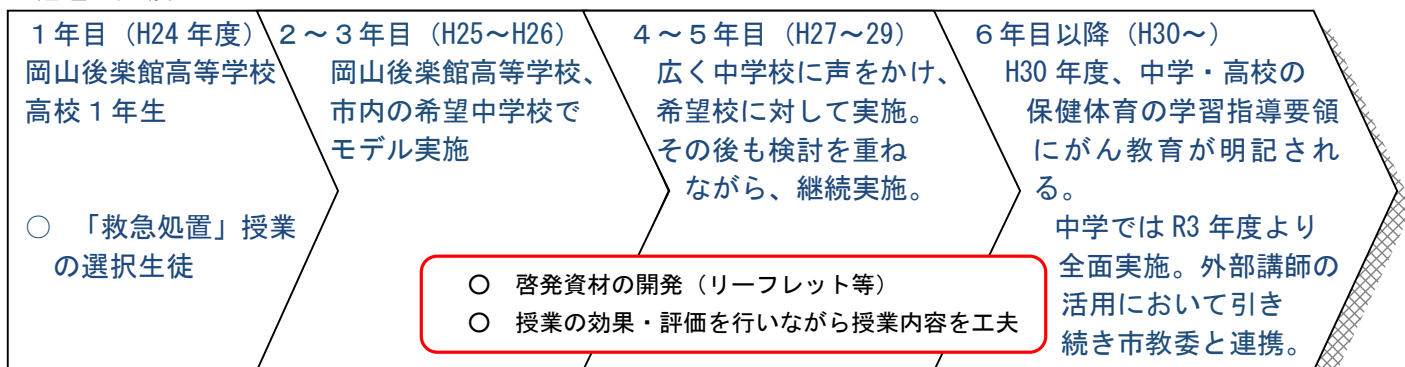 1年目（H24年度）
岡山後楽館高等学校
高校1年生
○　「救急処置」授業
の選択生徒
2～3年目（H25～H26）
岡山後楽館高等学校、
市内の希望中学校で
モデル実施
4～5年目（H27～29）
広く中学校に声をかけ、
希望校に対して実施。
その後も検討を重ね
ながら、継続実施。
6年目以降（H30～）
H30年度、中学・高校の
保健体育の学習指導要領
にがん教育が明記され
る。
中学ではR3年度より
全面実施。外部講師の
活用において引き
続き市教委と連携。
○　啓発資材の開発（リーフレット等）
○　授業の効果・評価を行いながら授業内容を工夫